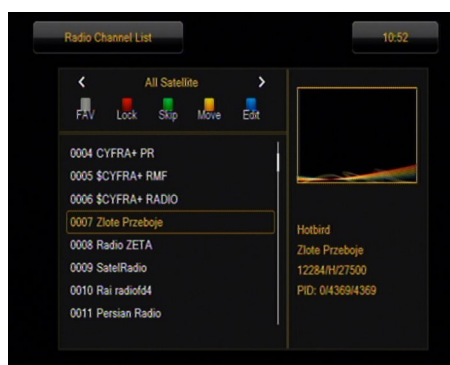 Radio Channel List
10:52
All Satellite
FAV Lock Skip Move Edit
0004 CYFRA+ PR
0005 $CYFRA+ RMF
0006 $CYFRA+ RADIO
0007 Zlote Przeboje
0008 Radio ZETA
0009 SatelRadio
0010 Rai radiofd4
0011 Persian Radio
Hotbird
Zlote Przeboje
12284/H/27500
PID: 0/4369/4369